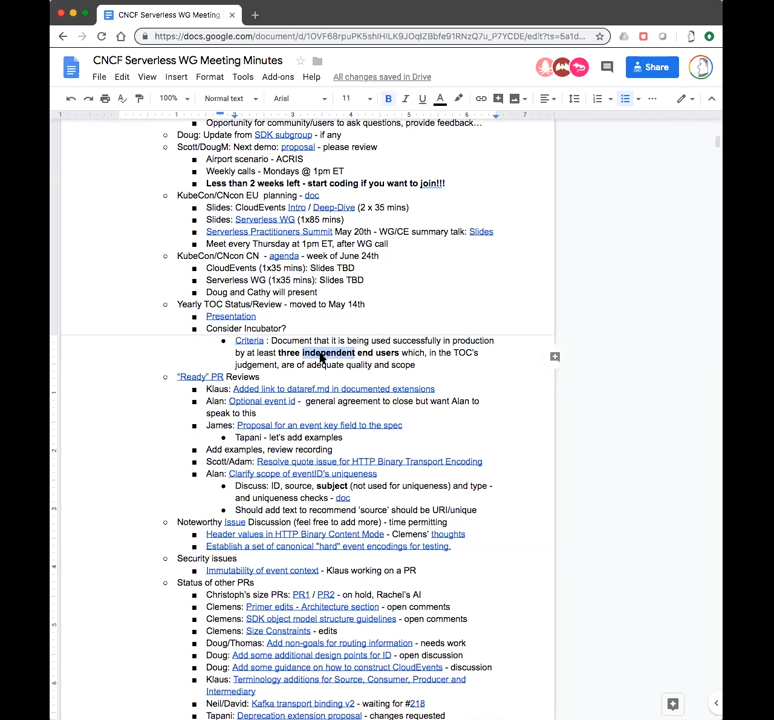 CNCF Serverless WG Meeting
https://docs.google.com/document/d/1OVF68rpuPK5shIHlLK9JOqIZBbfe91RNzQ7u_P7YCDE/edit?ts=5a1d...
CNCF Serverless WG Meeting Minutes
Share
File Edit View Insert Format Tools Add-ons Help All changes saved in Drive
100% Normal text Arial 11
1 1 2 3 4 5 6 7
Opportunity for community/users to ask questions, provide feedback...
Doug: Update from SDK subgroup - if any
Scott/DougM: Next demo: proposal - please review
Airport scenario - ACRIS
Weekly calls - Mondays @ 1pm ET
Less than 2 weeks left - start coding if you want to join!!!
KubeCon/CNcon EU planning - doc
Slides: CloudEvents Intro / Deep-Dive (2 x 35 mins)
Slides: Serverless WG (1x85 mins)
Serverless Practitioners Summit May 20th - WG/CE summary talk: Slides
Meet every Thursday at 1pm ET, after WG call
KubeCon/CNcon CN - agenda - week of June 24th
CloudEvents (1x35 mins): Slides TBD
Serverless WG (1x35 mins): Slides TBD
Doug and Cathy will present
Yearly TOC Status/Review - moved to May 14th
Presentation
Consider Incubator?
Criteria : Document that it is being used successfully in production
by at least three independent end users which, in the TOC's
judgement, are of adequate quality and scope
"Ready" PR Reviews
Klaus: Added link to dataref.md in documented extensions
Alan: Optional event id - general agreement to close but want Alan to
speak to this
James: Proposal for an event key field to the spec
Tapani - let's add examples
Add examples, review recording
Scott/Adam: Resolve quote issue for HTTP Binary Transport Encoding
Alan: Clarify scope of eventID's uniqueness
Discuss: ID, source, subject (not used for uniqueness) and type -
and uniqueness checks - doc
Should add text to recommend 'source' should be URI/unique
Noteworthy Issue Discussion (feel free to add more) - time permitting
Header values in HTTP Binary Content Mode - Clemens' thoughts
Establish a set of canonical "hard" event encodings for testing.
Security issues
Immutability of event context - Klaus working on a PR
Status of other PRs
Christoph's size PRs: PR1 / PR2 - on hold, Rachel's AI
Clemens: Primer edits - Architecture section - open comments
Clemens: SDK object model structure guidelines - open comments
Clemens: Size Constraints - edits
Doug/Thomas: Add non-goals for routing information - needs work
Doug: Add some additional design points for ID - open discussion
Doug: Add some guidance on how to construct CloudEvents - discussion
Klaus: Terminology additions for Source, Consumer, Producer and
Intermediary
Neil/David: Kafka transport binding v2 - waiting for #218
Tapani: Deprecation extension proposal - changes requested